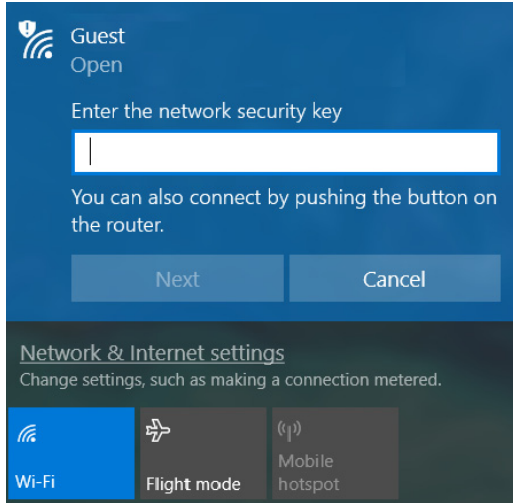 Guest
Open
Enter the network security key
You can also connect by pushing the button on
the router.
Next
Cancel
Network & Internet settings
Change settings, such as making a connection metered.
Wi-Fi
Flight mode
Mobile
hotspot